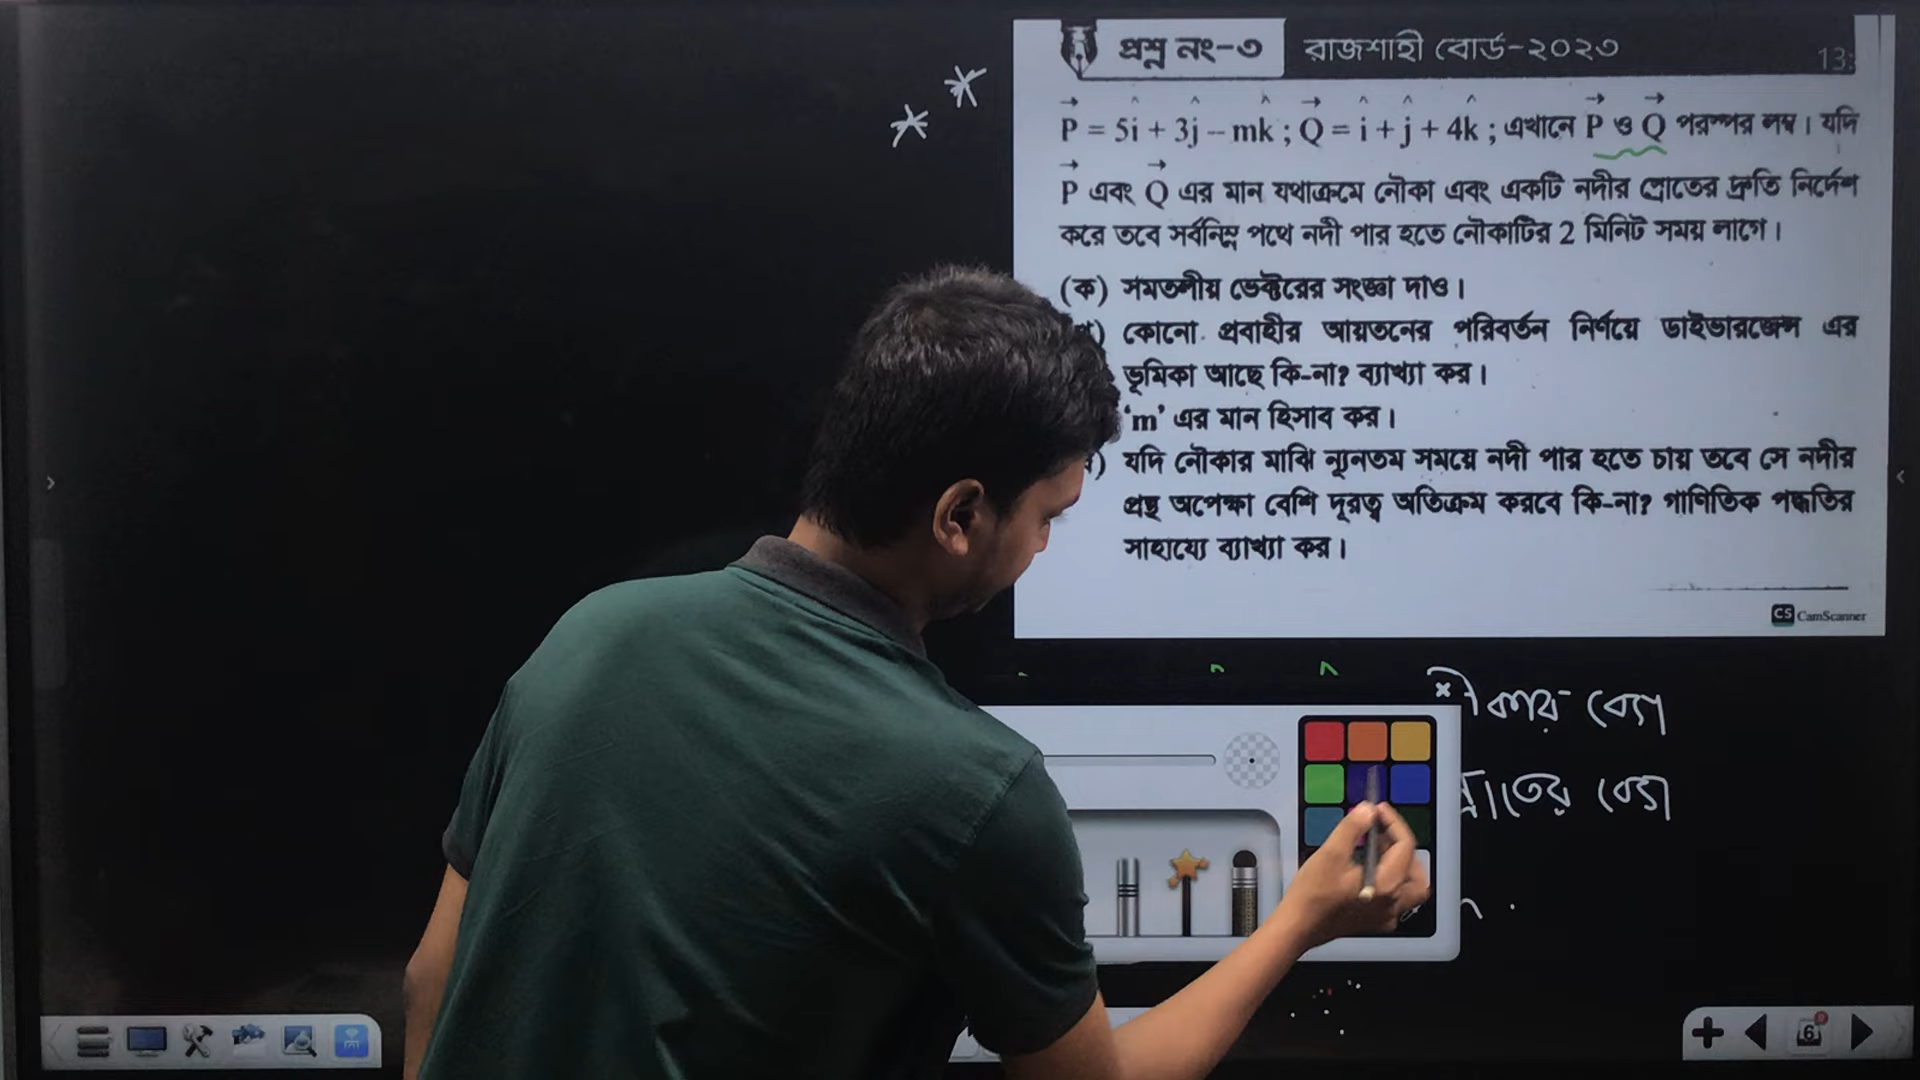 প্রশ্ন নং-৩ রাজশাহী বোর্ড-২০২৩
13:
P⃗ = 5î + 3ĵ – mk̂ ; Q⃗ = î + ĵ + 4k̂ ; এখানে P⃗ ও Q⃗ পরস্পর লম্ব। যদি
P⃗ এবং Q⃗ এর মান যথাক্রমে নৌকা এবং একটি নদীর স্রোতের দ্রুতি নির্দেশ
করে তবে সর্বনিম্ন পথে নদী পার হতে নৌকাটির 2 মিনিট সময় লাগে।
(ক) সমতলীয় ভেক্টরের সংজ্ঞা দাও।
) কোনো প্রবাহীর আয়তনের পরিবর্তন নির্ণয়ে ডাইভারজেন্স এর
ভূমিকা আছে কি-না? ব্যাখ্যা কর।
‘m’ এর মান হিসাব কর।
) যদি নৌকার মাঝি ন্যূনতম সময়ে নদী পার হতে চায় তবে সে নদীর
প্রস্থ অপেক্ষা বেশি দূরত্ব অতিক্রম করবে কি-না? গাণিতিক পদ্ধতির
সাহায্যে ব্যাখ্যা কর।
CS CamScanner
6